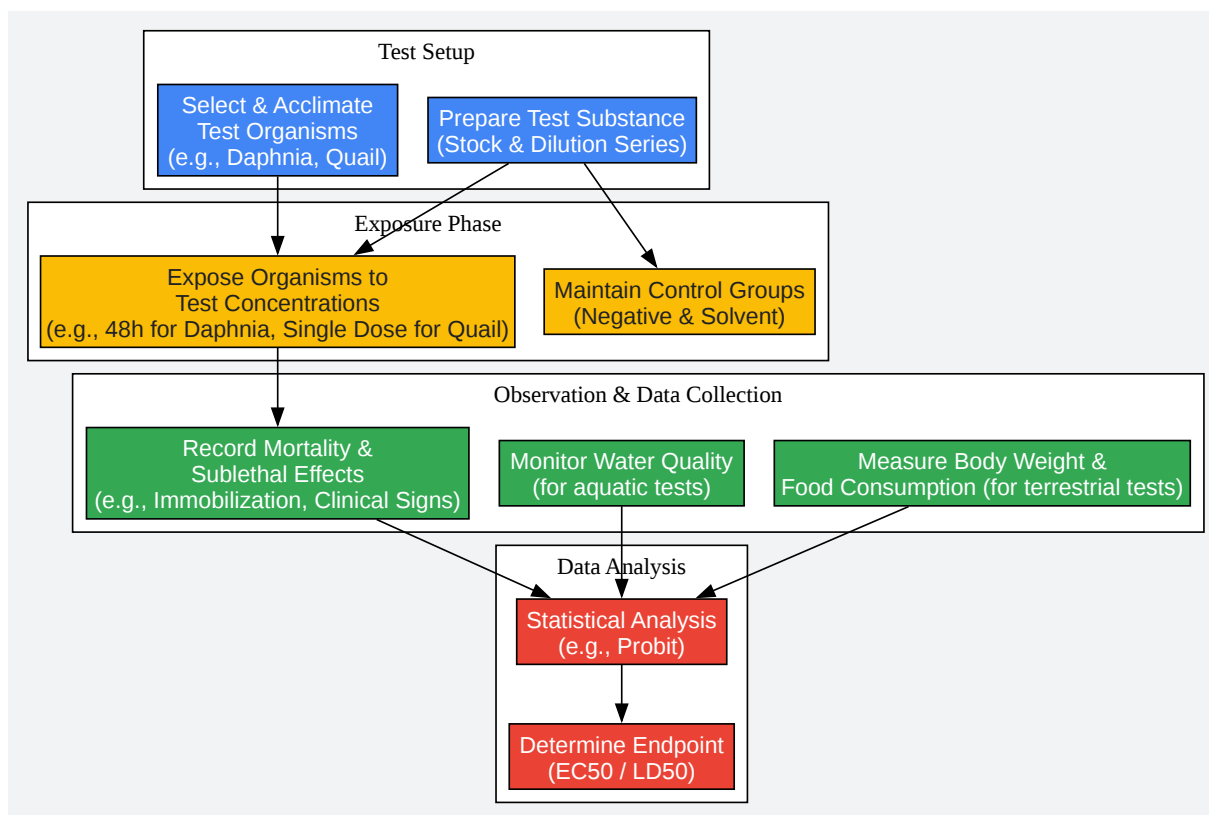 Test Setup
Select & Acclimate
Test Organisms
(e.g., Daphnia, Quail)
Prepare Test Substance
(Stock & Dilution Series)
Exposure Phase
Expose Organisms to
Test Concentrations
(e.g., 48h for Daphnia, Single Dose for Quail)
Maintain Control Groups
(Negative & Solvent)
Observation & Data Collection
Record Mortality &
Sublethal Effects
(e.g., Immobilization, Clinical Signs)
Monitor Water Quality
(for aquatic tests)
Measure Body Weight &
Food Consumption (for terrestrial tests)
Data Analysis
Statistical Analysis
(e.g., Probit)
Determine Endpoint
(EC50 / LD50)